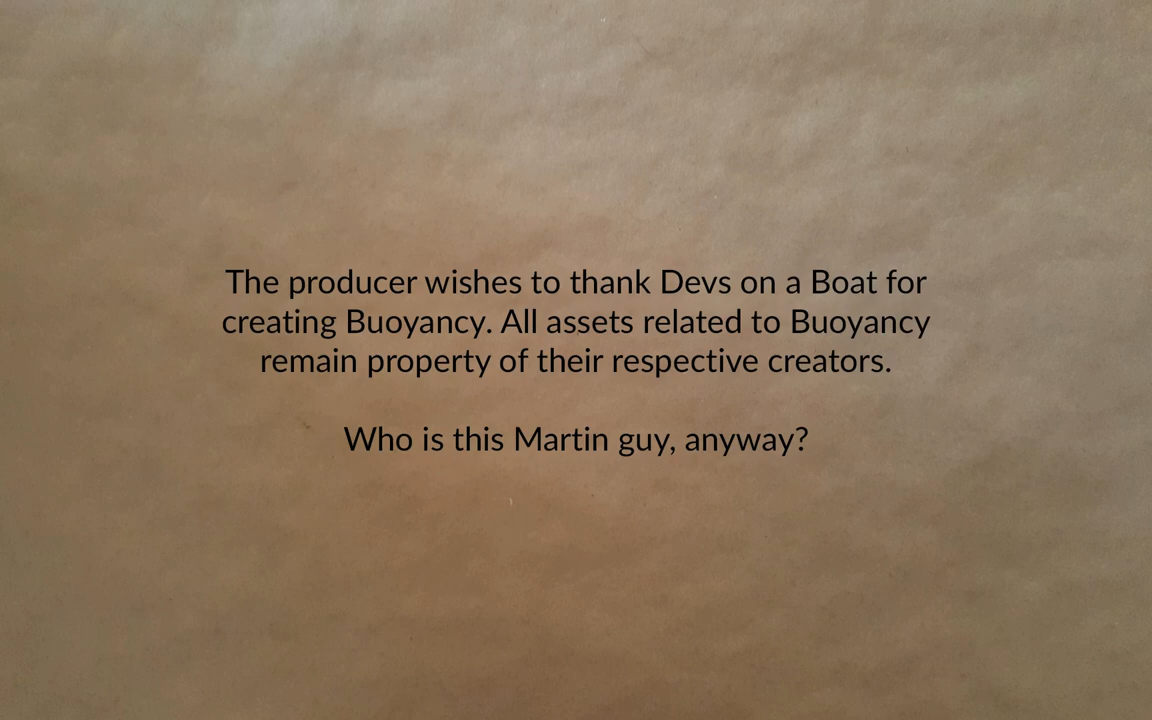 The producer wishes to thank Devs on a Boat for
creating Buoyancy. All assets related to Buoyancy
remain property of their respective creators.
Who is this Martin guy, anyway?